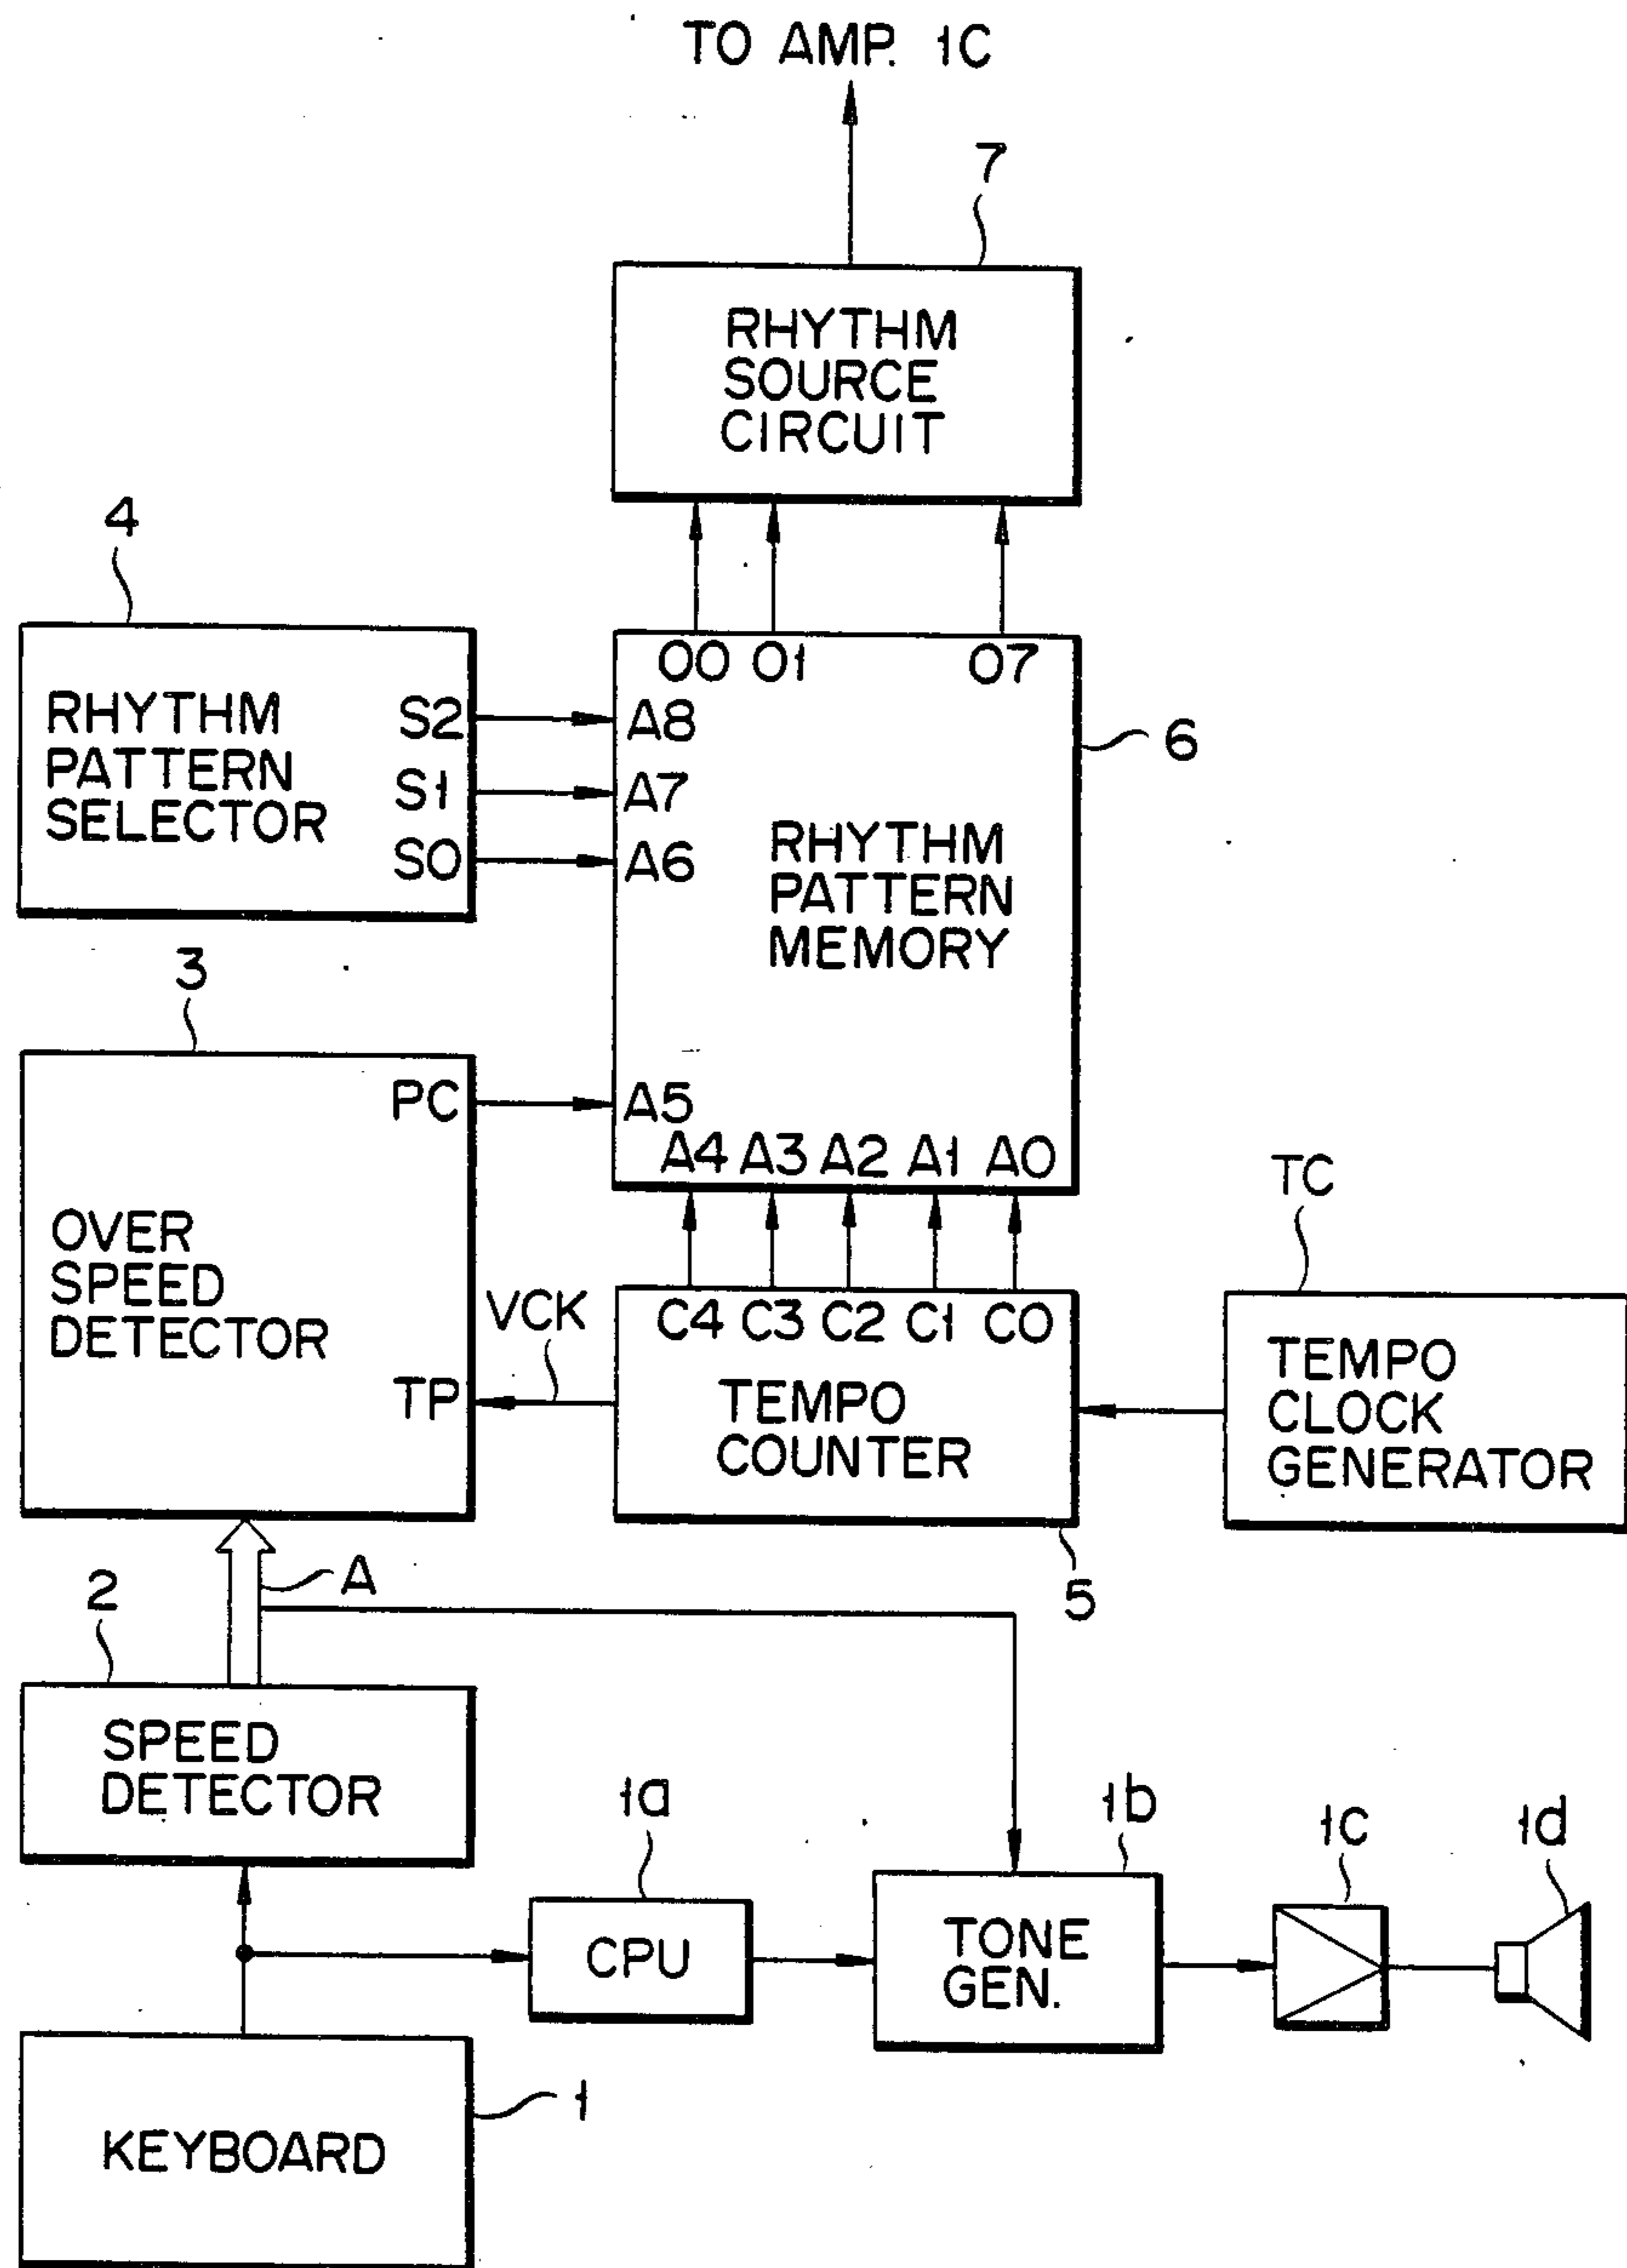 TO AMP. 1C
7
RHYTHM
SOURCE
CIRCUIT
4
RHYTHM
PATTERN
SELECTOR
S2
S1
S0
O0 O1 O7
A8
A7
A6
6
RHYTHM
PATTERN
MEMORY
A5
A4 A3 A2 A1 A0
3
PC
OVER
SPEED
DETECTOR
TP
VCK
C4 C3 C2 C1 C0
TEMPO
COUNTER
5
TC
TEMPO
CLOCK
GENERATOR
A
2
SPEED
DETECTOR
1a
CPU
1b
TONE
GEN.
1c
1d
1
KEYBOARD